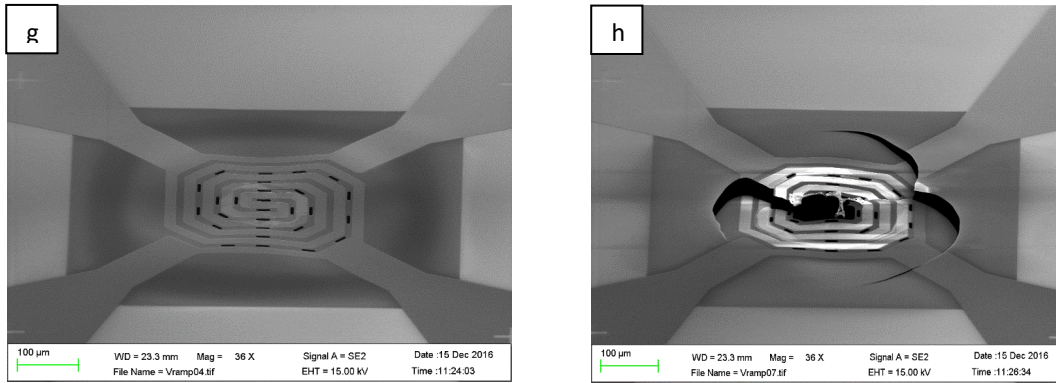 g
100 µm
WD = 23.3 mm Mag = 36 X Signal A = SE2 Date :15 Dec 2016
File Name = Vramp04.tif EHT = 15.00 kV Time :11:24:03
h
100 µm
WD = 23.3 mm Mag = 36 X Signal A = SE2 Date :15 Dec 2016
File Name = Vramp07.tif EHT = 15.00 kV Time :11:26:34